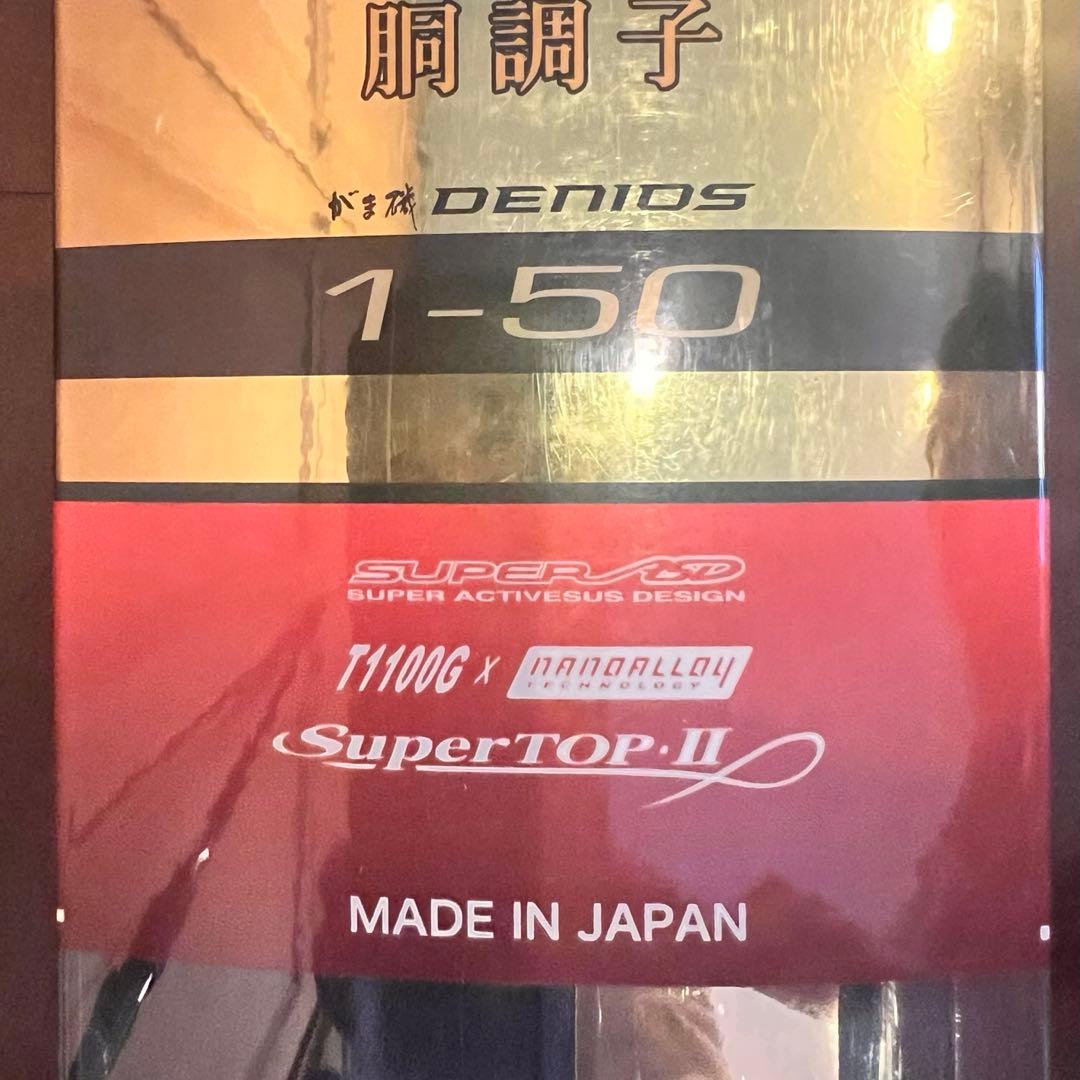 胴調子
がま磯 DENIOS
1-50
SUPER ASD
SUPER ACTIVESUS DESIGN
T1100G X NANOALLOY
TECHNOLOGY
SuperTOP・II
MADE IN JAPAN